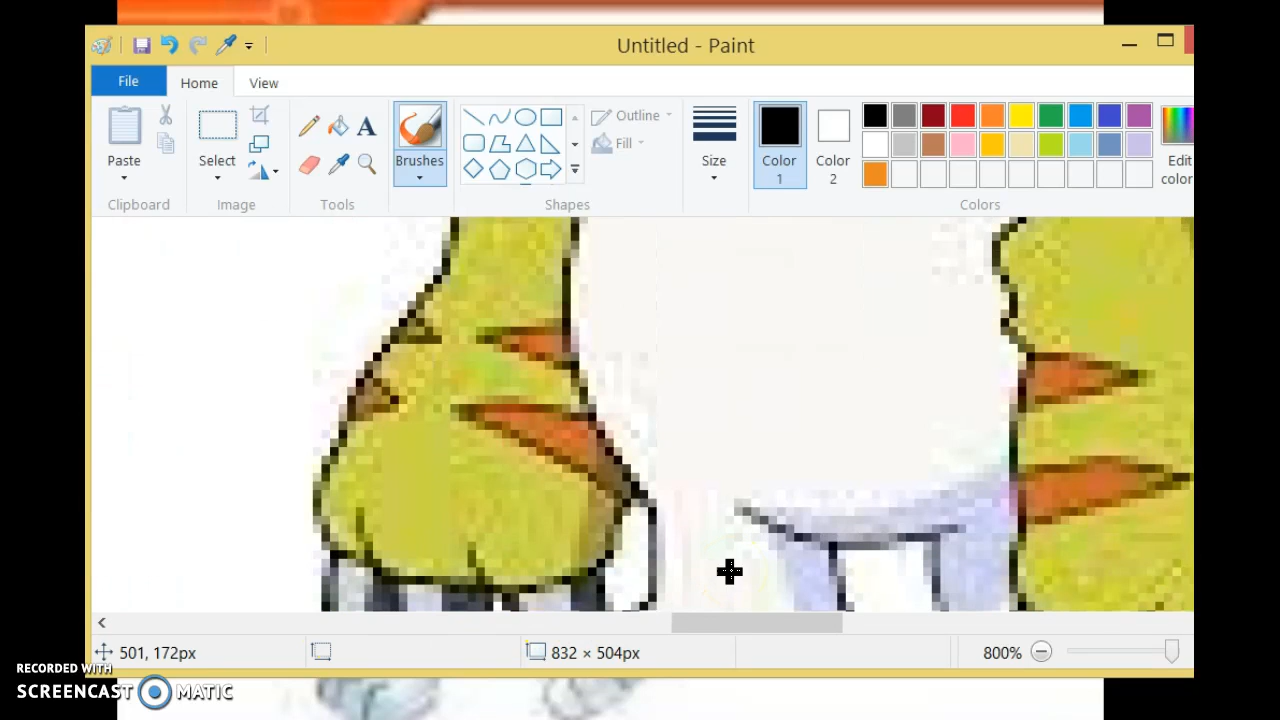 Untitled - Paint
File Home View
Outline
Fill
Paste Select Brushes Size Color 1 Color 2 Edit color
Clipboard Image Tools Shapes Colors
A
501, 172px 832 × 504px 800%
RECORDED WITH
SCREENCAST MATIC